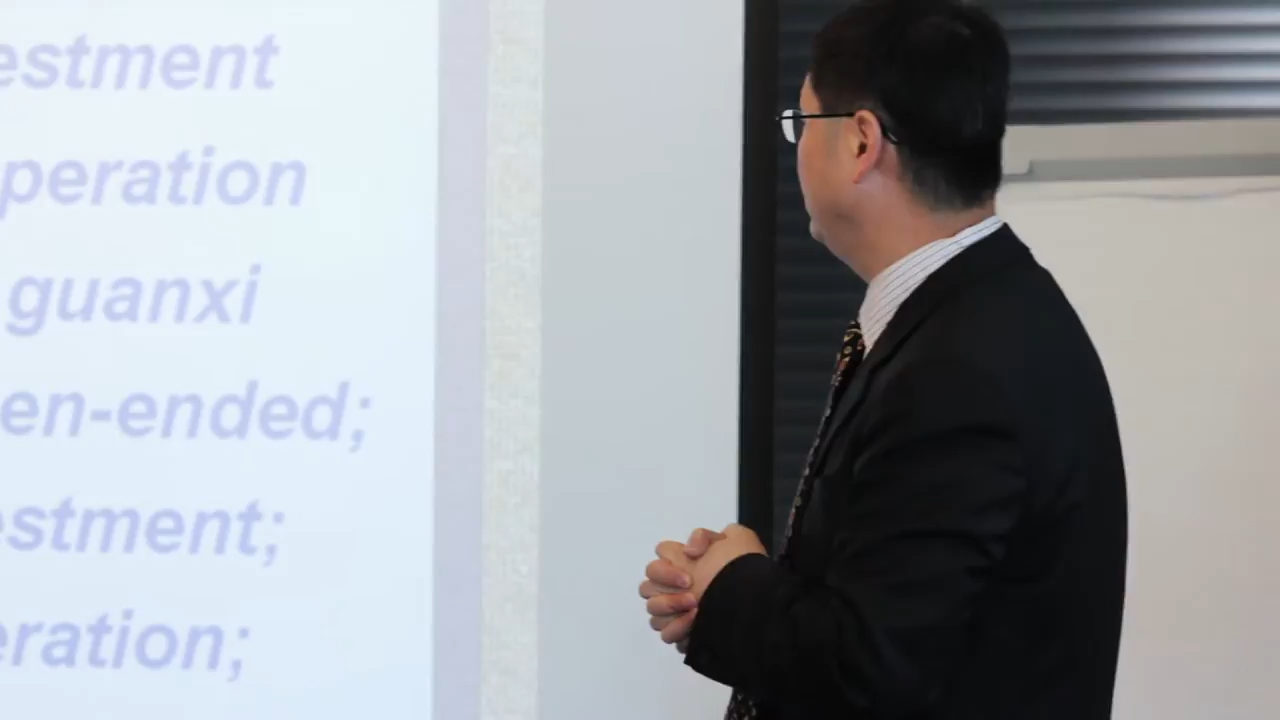 estment
peration
guanxi
en-ended;
estment;
eration;